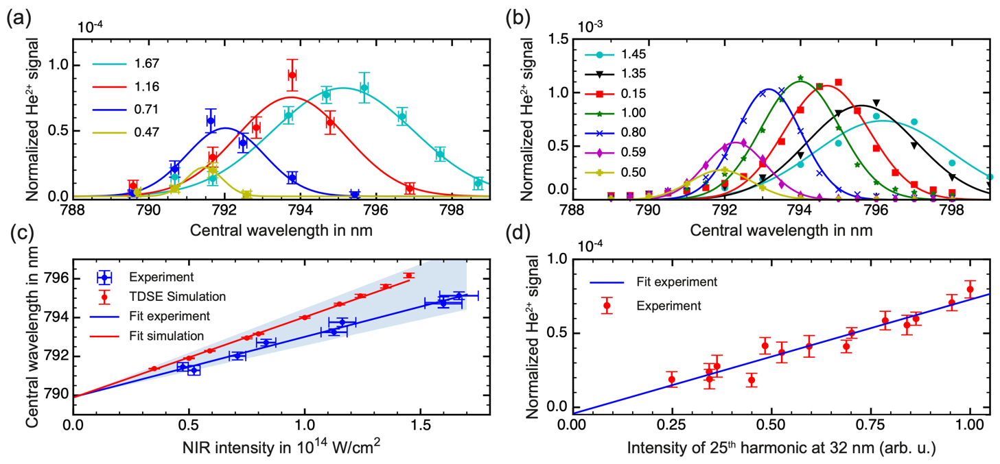 (a)
10⁻⁴
Normalized He²⁺ signal
1.0
0.5
0.0
1.67
1.16
0.71
0.47
788 790 792 794 796 798
Central wavelength in nm
(b)
10⁻³
Normalized He²⁺ signal
1.5
1.0
0.5
0.0
1.45
1.35
0.15
1.00
0.80
0.59
0.50
788 790 792 794 796 798
Central wavelength in nm
(c)
Central wavelength in nm
796
794
792
790
Experiment
TDSE Simulation
Fit experiment
Fit simulation
0.0 0.5 1.0 1.5
NIR intensity in 10¹⁴ W/cm²
(d)
10⁻⁴
Normalized He²⁺ signal
1.0
0.5
0.0
Fit experiment
Experiment
0.00 0.25 0.50 0.75 1.00
Intensity of 25ᵗʰ harmonic at 32 nm (arb. u.)